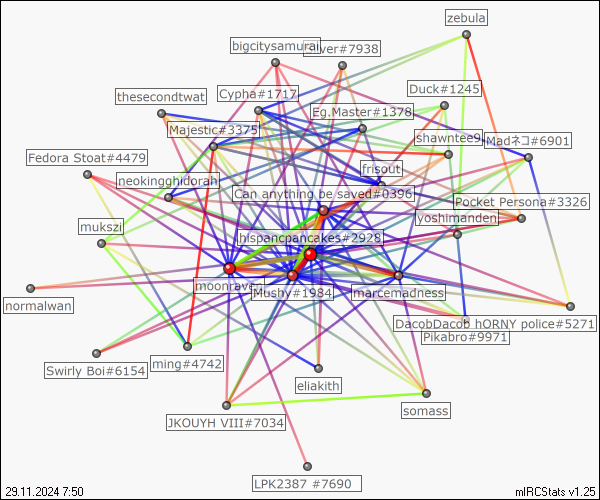 zebula
bigcitysamurai
ver#7938
Duck#1245
Cypha#1717
thesecondtwat
Eg.Master#1378
Majestic#3375
shawntee9
Madネコ#6901
Fedora Stoat#4479
frisout
neokingghidorah
Can anything be saved#0396
Pocket Persona#3326
yoshimanden
mukszi
hispanicpancakes#2928
moonraven
Mushy#1984
marcemadness
normalwan
DacobDacob hORNY police#5271
Pikabro#9971
ming#4742
Swirly Boi#6154
eliakith
somass
JKOUYH VIII#7034
LPK2387 #7690
29.11.2024 7:50
mIRCStats v1.25